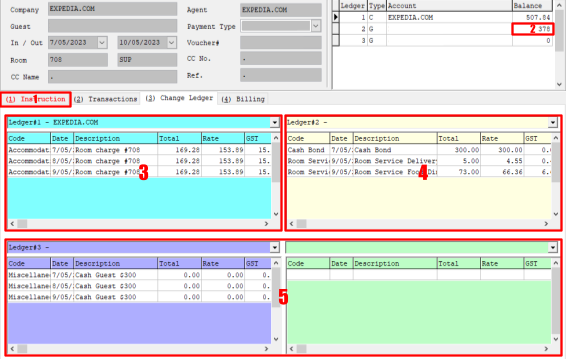 Company EXPEDIA.COM Agent EXPEDIA.COM
Guest Payment Type
In / Out 7/05/2023 10/05/2023 Voucher#
Room 708 SUP CC No. -
CC Name - Ref. -
Ledger Type Account Balance
1 C EXPEDIA.COM 507.84
2 G 2 378
3 G 0
(1) Instruction 1 (2) Transactions (3) Change Ledger (4) Billing
Ledger#1 - EXPEDIA.COM
Code Date Description Total Rate GST
Accommodat 7/05/: Room charge #708 169.28 153.89 15.
Accommodat 8/05/: Room charge #708 169.28 153.89 15.
Accommodat 9/05/: Room charge #708 169.28 153.89 15.
3
Ledger#2 -
Code Date Description Total Rate GST
Cash Bond 7/05/: Cash Bond 300.00 300.00 0.
Room Servi 9/05/: Room Service Deliver 5.00 4.55 0.
Room Servi 9/05/: Room Service Foo Di 73.00 66.36 6.
4
Ledger#3 -
Code Date Description Total Rate GST
Miscellane 7/05/: Cash Guest $300 0.00 0.00 0.
Miscellane 8/05/: Cash Guest $300 0.00 0.00 0.
Miscellane 9/05/: Cash Guest $300 0.00 0.00 0.
5
Code Date Description Total Rate GST